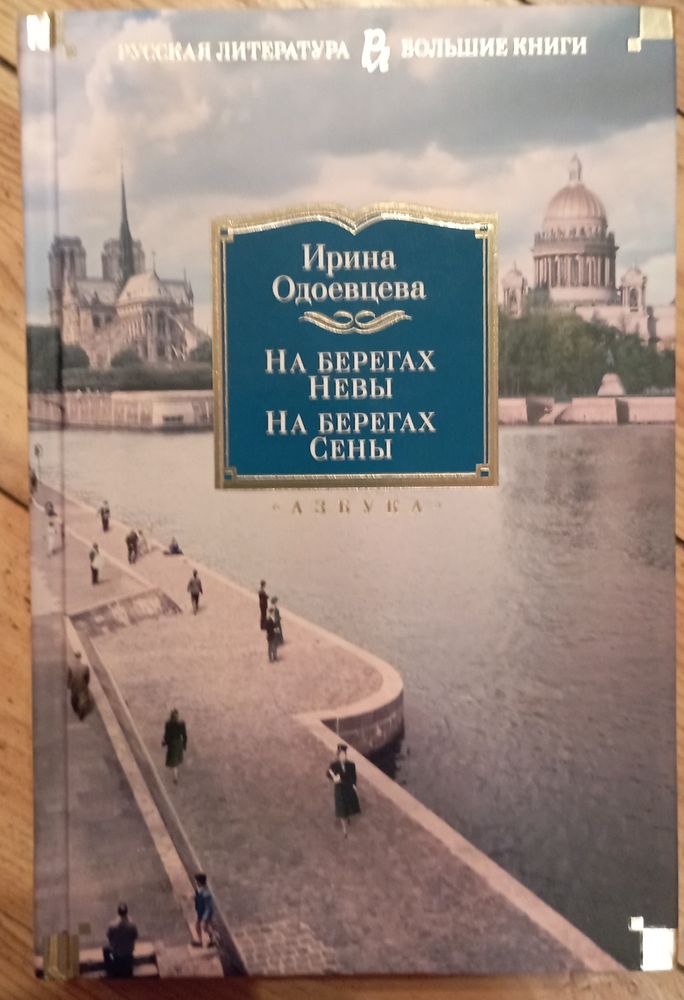 РУССКАЯ ЛИТЕРАТУРА БОЛЬШИЕ КНИГИ
Ирина
Одоевцева
На берегах
Невы
На берегах
Сены
АЗБУКА